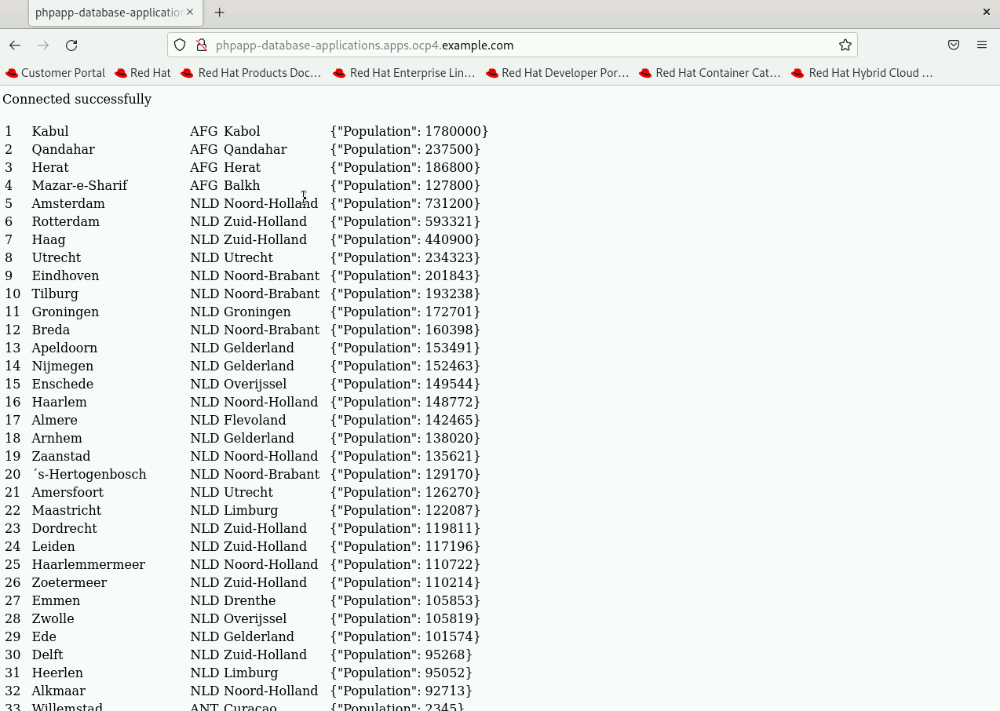 phpapp-database-applicatio
phpapp-database-applications.apps.ocp4.example.com
Customer Portal Red Hat Red Hat Products Doc… Red Hat Enterprise Lin… Red Hat Developer Por… Red Hat Container Cat… Red Hat Hybrid Cloud …
Connected successfully
1 Kabul AFG Kabol {"Population": 1780000}
2 Qandahar AFG Qandahar {"Population": 237500}
3 Herat AFG Herat {"Population": 186800}
4 Mazar-e-Sharif AFG Balkh {"Population": 127800}
5 Amsterdam NLD Noord-Holland {"Population": 731200}
6 Rotterdam NLD Zuid-Holland {"Population": 593321}
7 Haag NLD Zuid-Holland {"Population": 440900}
8 Utrecht NLD Utrecht {"Population": 234323}
9 Eindhoven NLD Noord-Brabant {"Population": 201843}
10 Tilburg NLD Noord-Brabant {"Population": 193238}
11 Groningen NLD Groningen {"Population": 172701}
12 Breda NLD Noord-Brabant {"Population": 160398}
13 Apeldoorn NLD Gelderland {"Population": 153491}
14 Nijmegen NLD Gelderland {"Population": 152463}
15 Enschede NLD Overijssel {"Population": 149544}
16 Haarlem NLD Noord-Holland {"Population": 148772}
17 Almere NLD Flevoland {"Population": 142465}
18 Arnhem NLD Gelderland {"Population": 138020}
19 Zaanstad NLD Noord-Holland {"Population": 135621}
20 ´s-Hertogenbosch NLD Noord-Brabant {"Population": 129170}
21 Amersfoort NLD Utrecht {"Population": 126270}
22 Maastricht NLD Limburg {"Population": 122087}
23 Dordrecht NLD Zuid-Holland {"Population": 119811}
24 Leiden NLD Zuid-Holland {"Population": 117196}
25 Haarlemmermeer NLD Noord-Holland {"Population": 110722}
26 Zoetermeer NLD Zuid-Holland {"Population": 110214}
27 Emmen NLD Drenthe {"Population": 105853}
28 Zwolle NLD Overijssel {"Population": 105819}
29 Ede NLD Gelderland {"Population": 101574}
30 Delft NLD Zuid-Holland {"Population": 95268}
31 Heerlen NLD Limburg {"Population": 95052}
32 Alkmaar NLD Noord-Holland {"Population": 92713}
33 Willemstad ANT Curaçao {"Population": 2345}